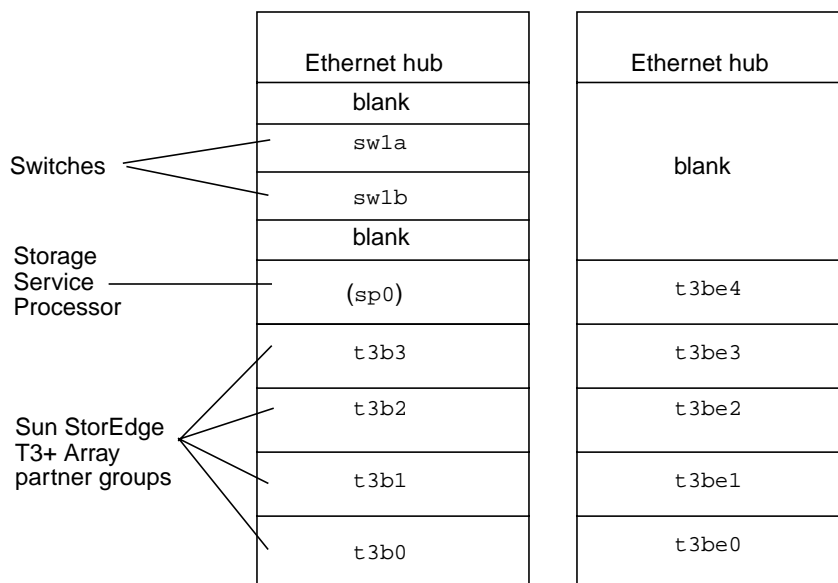 Ethernet hub
blank
sw1a
sw1b
blank
(sp0)
t3b3
t3b2
t3b1
t3b0
Switches
Storage
Service
Processor
Sun StorEdge
T3+ Array
partner groups
Ethernet hub
blank
t3be4
t3be3
t3be2
t3be1
t3be0